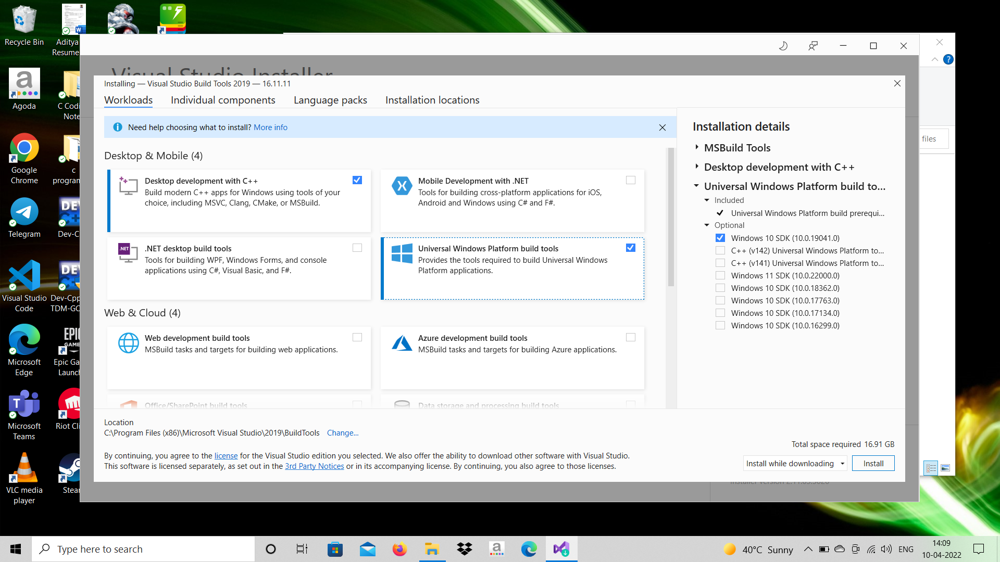 Recycle Bin
Aditya
Resume
Agoda
C Codi
Note
Google
Chrome
c
program
Telegram
Dev-C
Visual Studio
Code
Dev-Cpp
TDM-GC
Microsoft
Edge
Epic Ga
Launch
Microsoft
Teams
Riot Cli
VLC media
player
Stear
Visual Studio Installer
Installing — Visual Studio Build Tools 2019 — 16.11.11
Workloads
Individual components
Language packs
Installation locations
Need help choosing what to install? More info
Desktop & Mobile (4)
Desktop development with C++
Build modern C++ apps for Windows using tools of your
choice, including MSVC, Clang, CMake, or MSBuild.
Mobile Development with .NET
Tools for building cross-platform applications for iOS,
Android and Windows using C# and F#.
.NET
.NET desktop build tools
Tools for building WPF, Windows Forms, and console
applications using C#, Visual Basic, and F#.
Universal Windows Platform build tools
Provides the tools required to build Universal Windows
Platform applications.
Web & Cloud (4)
Web development build tools
MSBuild tasks and targets for building web applications.
Azure development build tools
MSBuild tasks and targets for building Azure applications.
Office/SharePoint build tools
Data storage and processing build tools
Installation details
MSBuild Tools
Desktop development with C++
Universal Windows Platform build to...
Included
Universal Windows Platform build prerequi...
Optional
Windows 10 SDK (10.0.19041.0)
C++ (v142) Universal Windows Platform to...
C++ (v141) Universal Windows Platform to...
Windows 11 SDK (10.0.22000.0)
Windows 10 SDK (10.0.18362.0)
Windows 10 SDK (10.0.17763.0)
Windows 10 SDK (10.0.17134.0)
Windows 10 SDK (10.0.16299.0)
files
Location
C:\Program Files (x86)\Microsoft Visual Studio\2019\BuildTools Change...
Total space required 16.91 GB
By continuing, you agree to the license for the Visual Studio edition you selected. We also offer the ability to download other software with Visual Studio.
This software is licensed separately, as set out in the 3rd Party Notices or in its accompanying license. By continuing, you also agree to those licenses.
Install while downloading
Install
Type here to search
40°C Sunny
ENG
14:09
10-04-2022